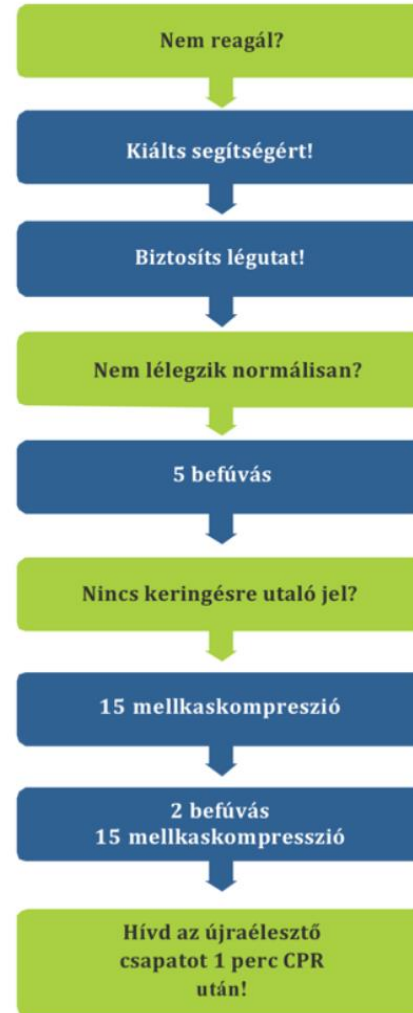 Nem reagál?
Kiálts segítségért!
Biztosíts légutat!
Nem lélegzik normálisan?
5 befúvás
Nincs keringésre utaló jel?
15 mellkaskompreszió
2 befúvás
15 mellkaskompresszió
Hívd az újraélesztő
csapatot 1 perc CPR
után!